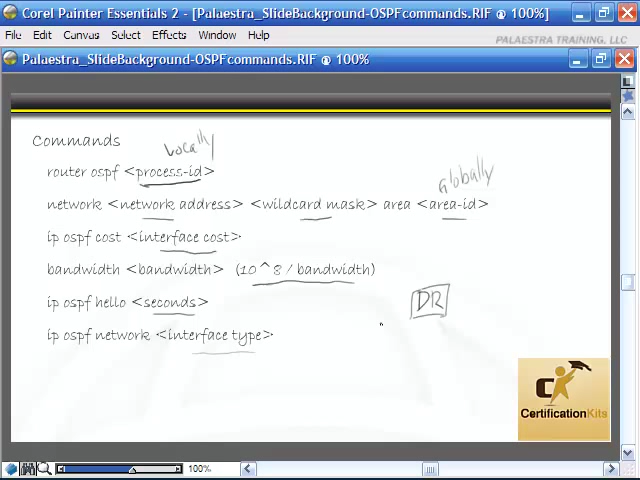 Corel Painter Essentials 2 - [Palaestra_SlideBackground-OSPFcommands.RIF @ 100%]
File Edit Canvas Select Effects Window Help
PALAESTRA TRAINING, LLC
Palaestra_SlideBackground-OSPFcommands.RIF @ 100%
Commands
Locally
router ospf <process-id>
Globally
network <network address> <wildcard mask> area <area-id>
ip ospf cost <interface cost>
bandwidth <bandwidth> (10^8 / bandwidth)
ip ospf hello <seconds>
DR
ip ospf network <interface type>
CertificationKits
100%